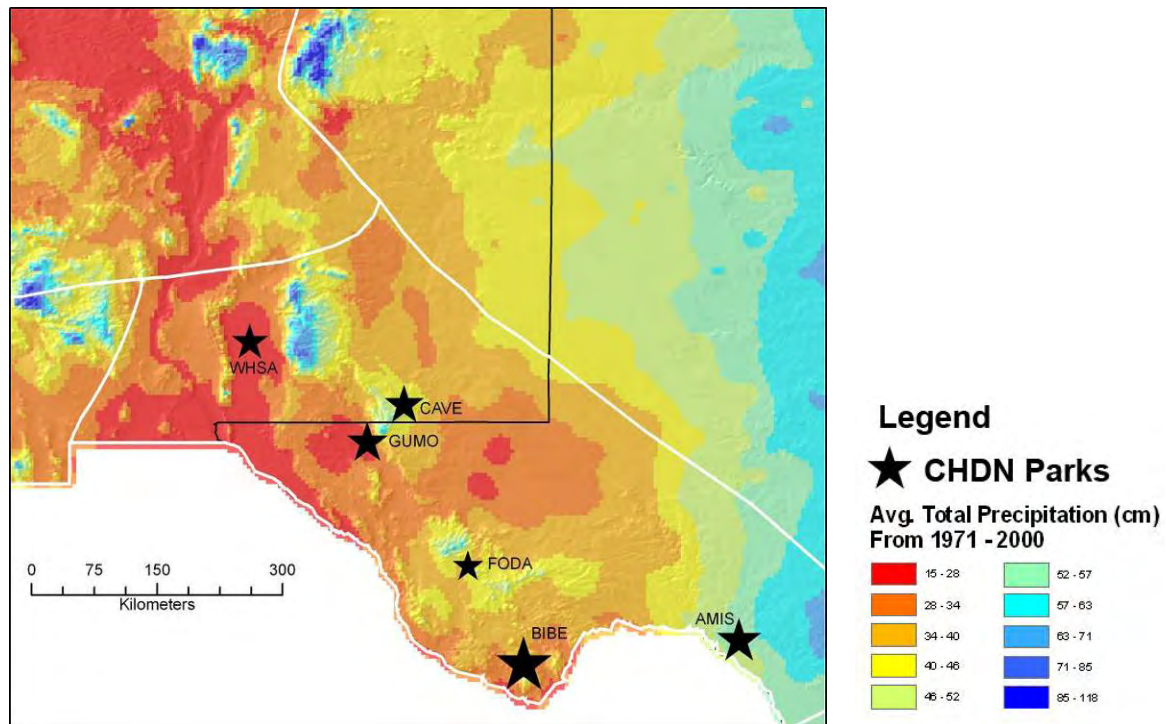 WHSA
CAVE
GUMO
FODA
AMIS
BIBE
0 75 150 300
Kilometers
Legend
CHDN Parks
Avg. Total Precipitation (cm)
From 1971 - 2000
15 - 28 52 - 57
28 - 34 57 - 63
34 - 40 63 - 71
40 - 46 71 - 85
46 - 52 85 - 118